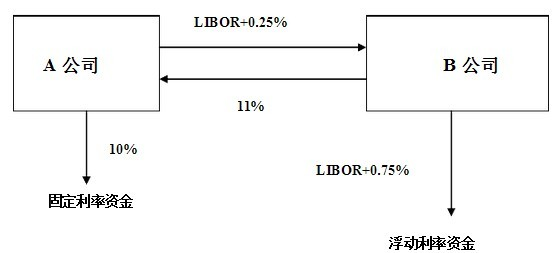 LIBOR+0.25%
A 公司
B 公司
11%
10%
LIBOR+0.75%
固定利率资金
浮动利率资金